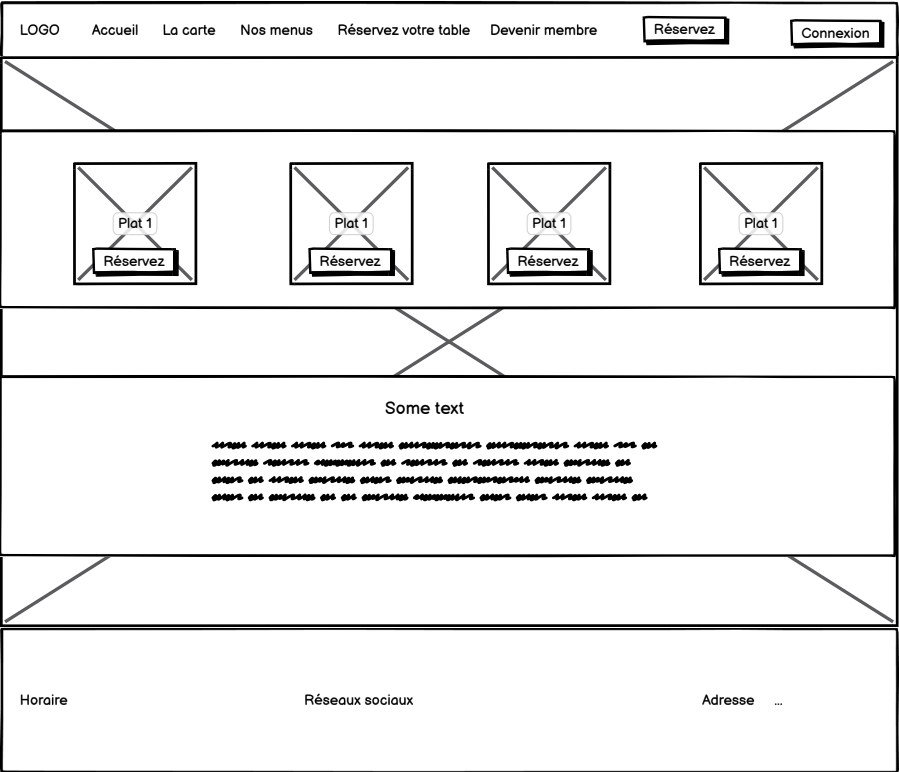 LOGO Accueil La carte Nos menus Réservez votre table Devenir membre Réservez Connexion
Plat 1 Plat 1 Plat 1 Plat 1
Réservez Réservez Réservez Réservez
Some text
Horaire Réseaux sociaux Adresse ...